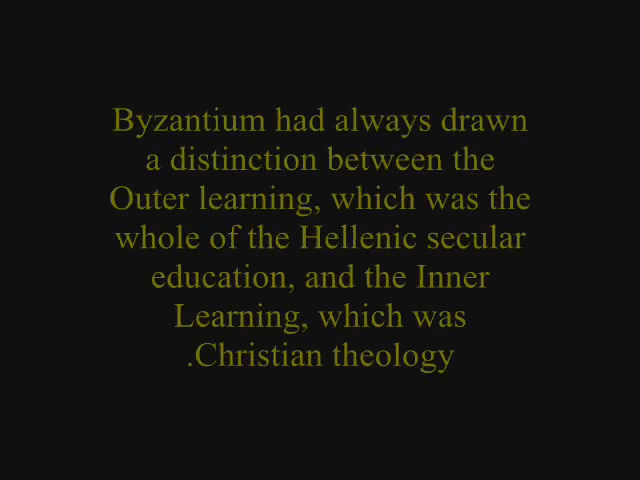 Byzantium had always drawn
a distinction between the
Outer learning, which was the
whole of the Hellenic secular
education, and the Inner
Learning, which was
.Christian theology